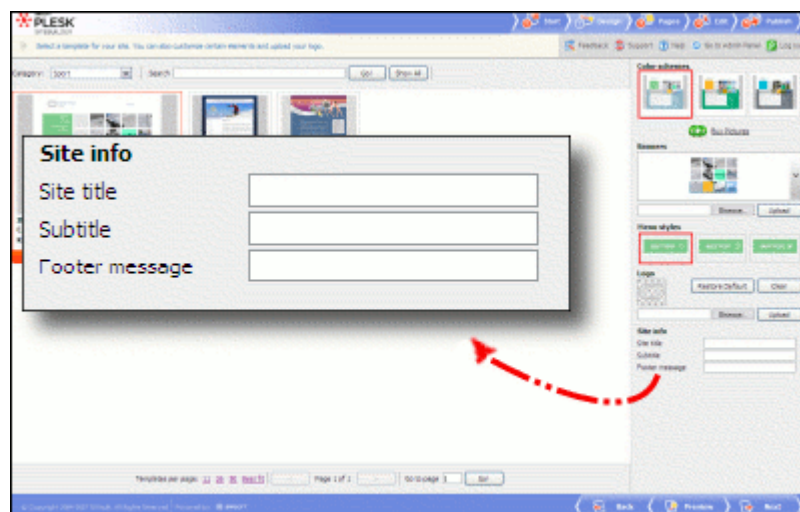 PLESK
SITEBUILDER
Start
Design
Pages
Edit
Publish
Select a template for your site. You can also customize certain elements and upload your logo.
Feedback
Support
Help
Go to Admin Panel
Category: Sport
Search
Go!
Show All
Color schemes
Buy Pictures
Banners
Browse...
Upload
Menu styles
Logo
Restore Default
Clear
Browse...
Upload
Site info
Site title
Subtitle
Footer message
Site info
Site title
Subtitle
Footer message
Templates per page:
Page 1 of 1
Go to page 1
Go!
Back
Preview
Next